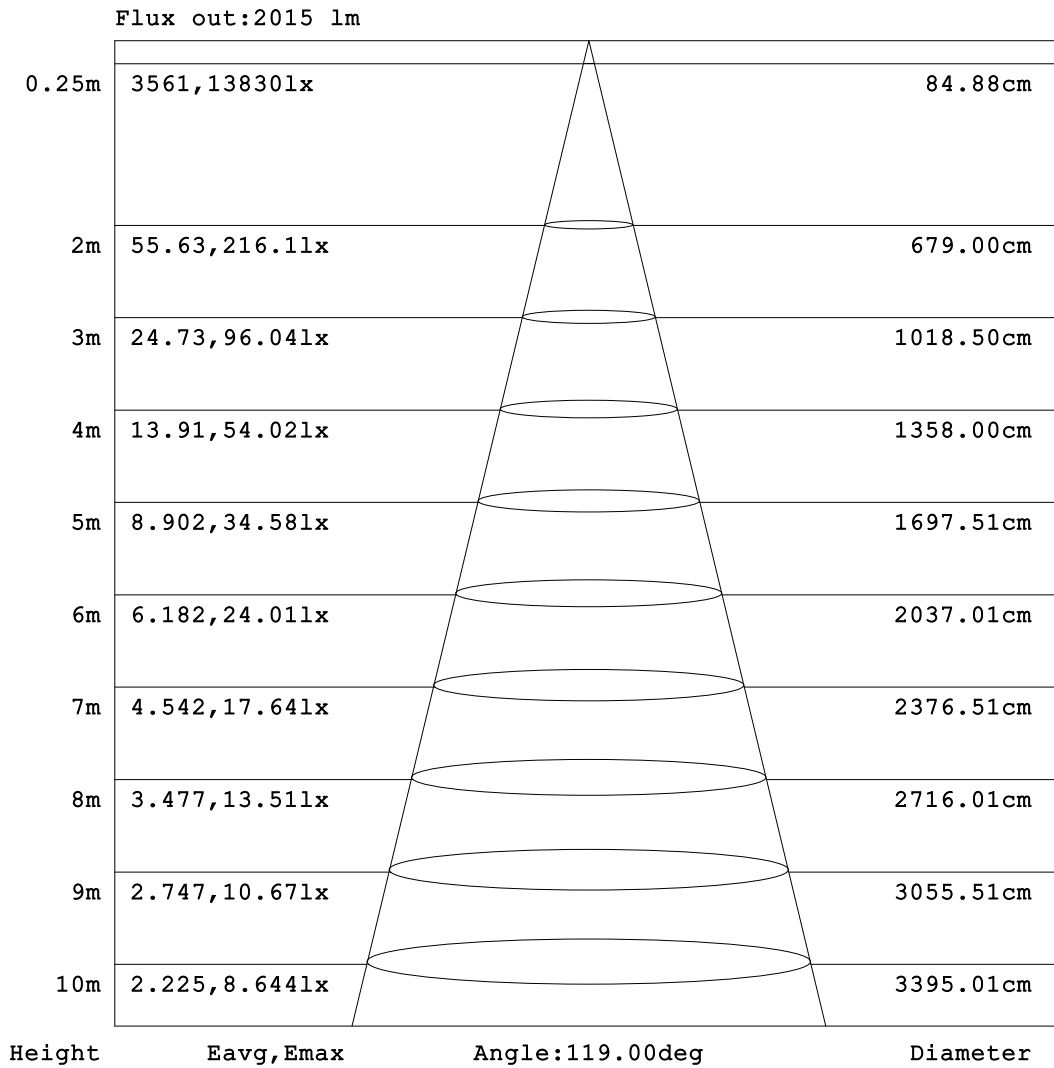 Flux out:2015 lm
0.25m 3561,13830lx 84.88cm
2m 55.63,216.1lx 679.00cm
3m 24.73,96.04lx 1018.50cm
4m 13.91,54.02lx 1358.00cm
5m 8.902,34.58lx 1697.51cm
6m 6.182,24.01lx 2037.01cm
7m 4.542,17.64lx 2376.51cm
8m 3.477,13.51lx 2716.01cm
9m 2.747,10.67lx 3055.51cm
10m 2.225,8.644lx 3395.01cm
Height Eavg,Emax Angle:119.00deg Diameter